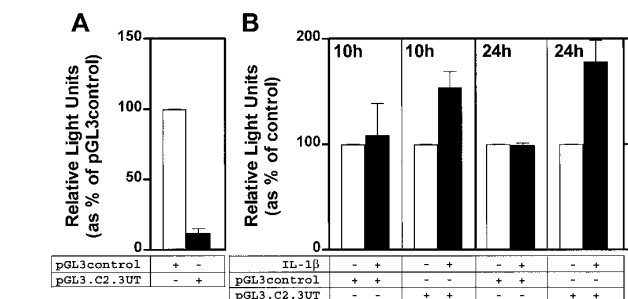 A
B
Relative Light Units
(as % of pGL3control)
150
100
50
0
pGL3control + -
pGL3.C2.3UT - +
Relative Light Units
(as % of control)
200
100
0
10h 10h 24h 24h
IL-1β - + - + - + - +
pGL3control + + - - + + - -
pGL3.C2.3UT - - + + - - + +